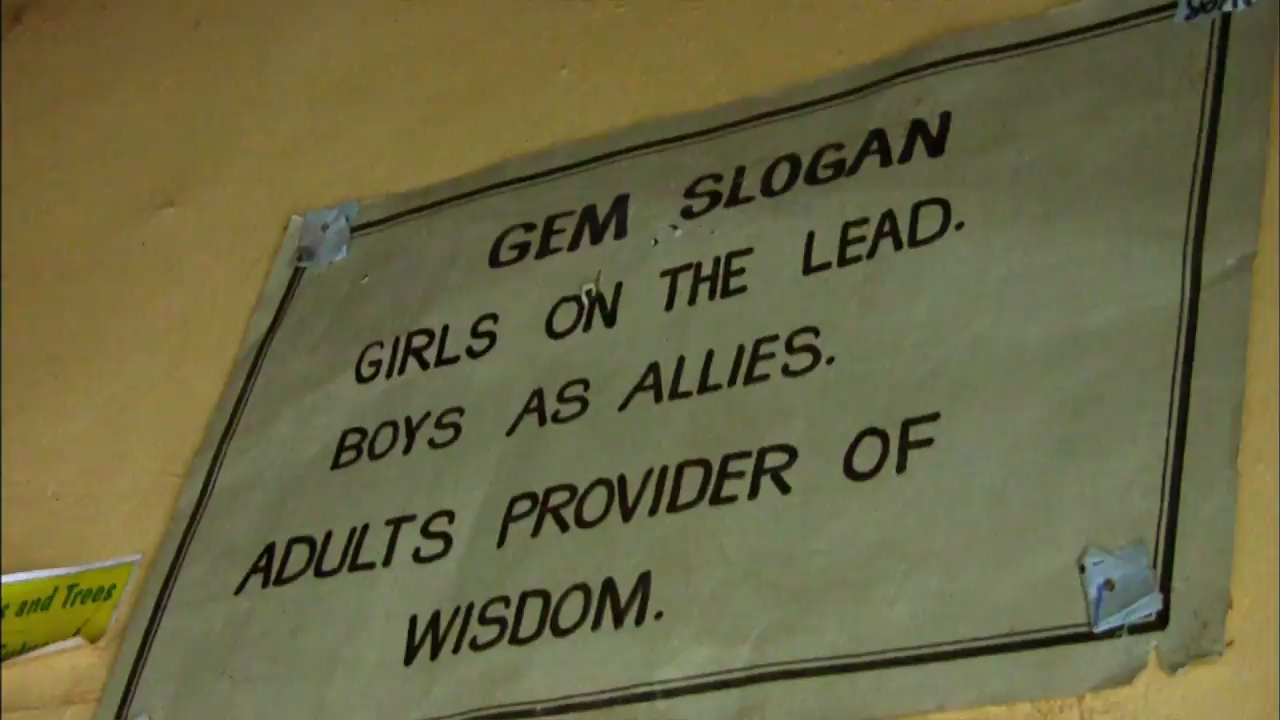 GEM SLOGAN
GIRLS ON THE LEAD.
BOYS AS ALLIES.
ADULTS PROVIDER OF
WISDOM.
and Trees